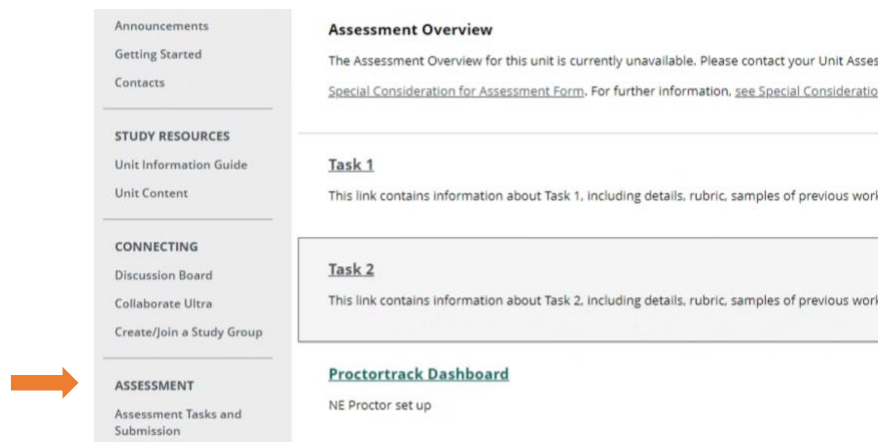 Announcements
Getting Started
Contacts
STUDY RESOURCES
Unit Information Guide
Unit Content
CONNECTING
Discussion Board
Collaborate Ultra
Create/Join a Study Group
ASSESSMENT
Assessment Tasks and
Submission
Assessment Overview
The Assessment Overview for this unit is currently unavailable. Please contact your Unit Asses
Special Consideration for Assessment Form. For further information, see Special Consideratio
Task 1
This link contains information about Task 1, including details, rubric, samples of previous work
Task 2
This link contains information about Task 2, including details, rubric, samples of previous work
Proctortrack Dashboard
NE Proctor set up